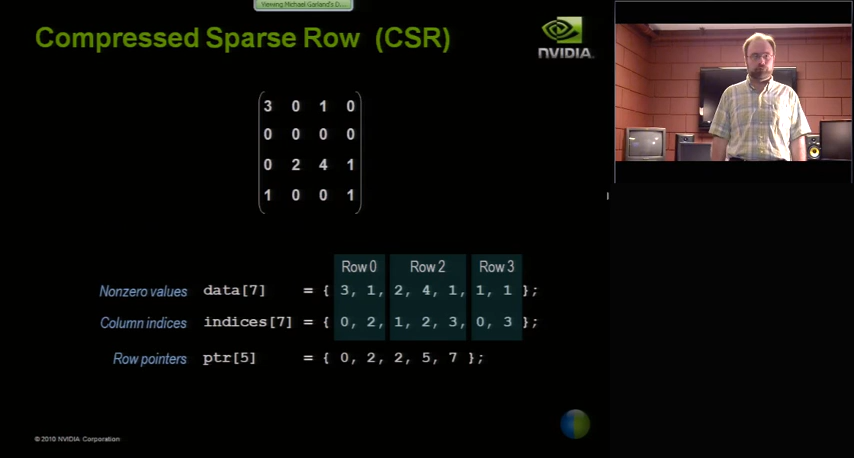 Viewing Michael Garland's D...
Compressed Sparse Row (CSR)
NVIDIA
3 0 1 0
0 0 0 0
0 2 4 1
1 0 0 1
Row 0 Row 2 Row 3
Nonzero values data[7] = { 3, 1, 2, 4, 1, 1, 1 };
Column indices indices[7] = { 0, 2, 1, 2, 3, 0, 3 };
Row pointers ptr[5] = { 0, 2, 2, 5, 7 };
© 2010 NVIDIA Corporation